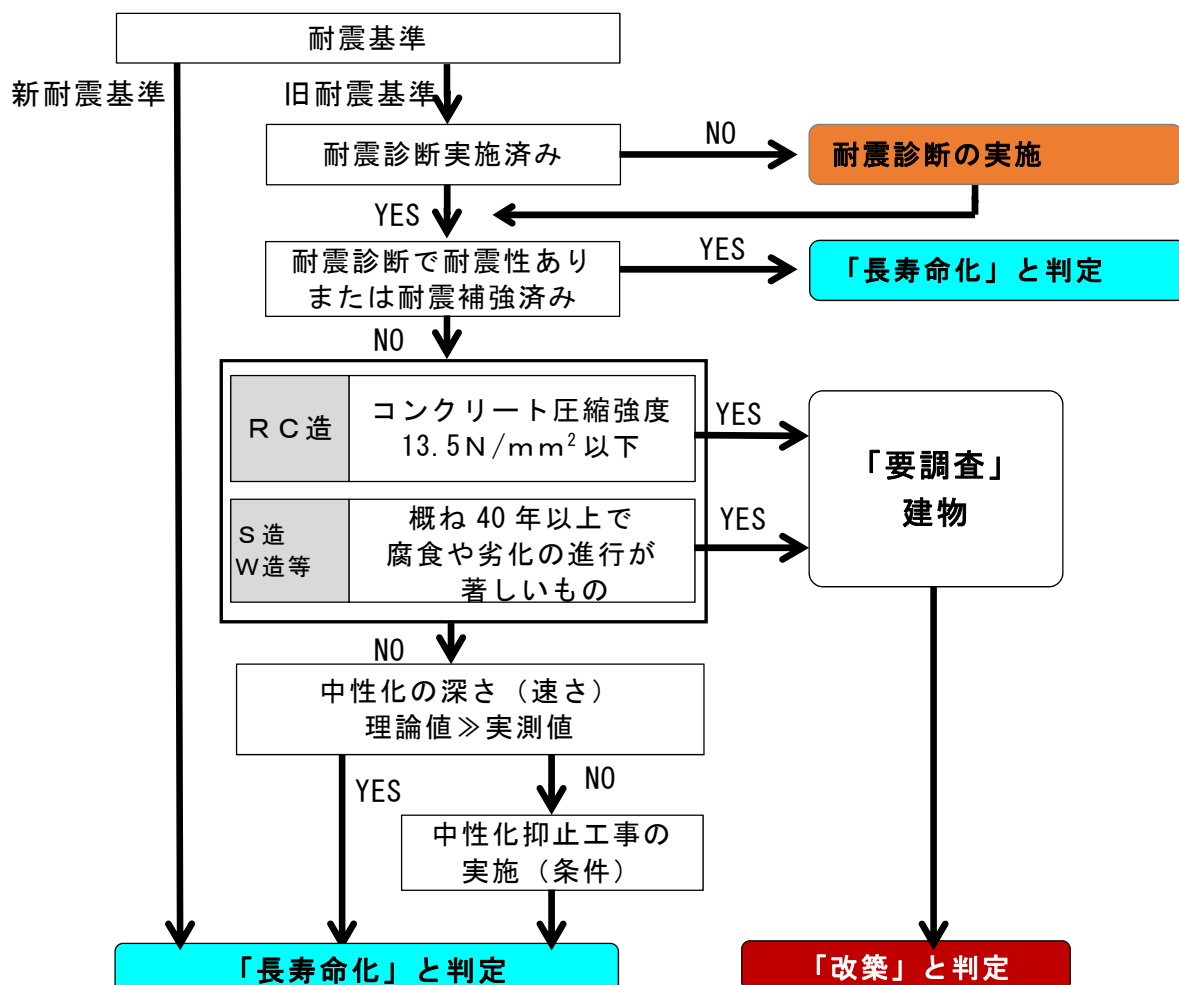 耐震基準
新耐震基準
旧耐震基準
耐震診断実施済み
NO
耐震診断の実施
YES
耐震診断で耐震性あり
または耐震補強済み
YES
「長寿命化」と判定
NO
RC造
コンクリート圧縮強度
13.5N/mm²以下
YES
「要調査」
建物
S造
W造等
概ね40年以上で
腐食や劣化の進行が
著しいもの
YES
NO
中性化の深さ（速さ）
理論値≫実測値
YES
NO
中性化抑止工事の
実施（条件）
「長寿命化」と判定
「改築」と判定